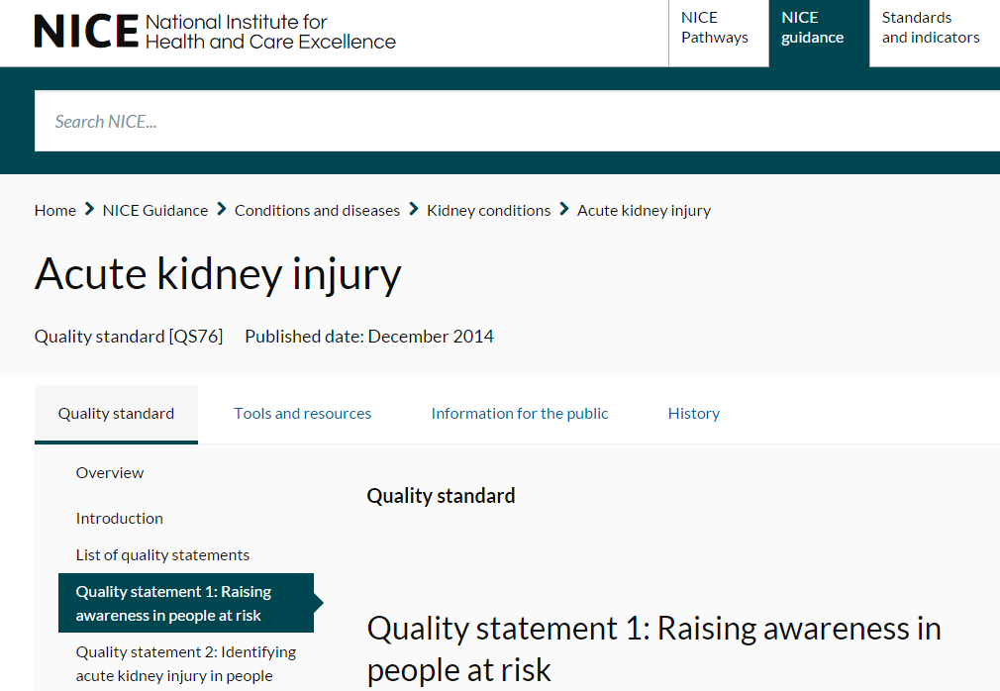 NICE National Institute for
Health and Care Excellence
NICE
Pathways
NICE
guidance
Standards
and indicators
Search NICE...
Home > NICE Guidance > Conditions and diseases > Kidney conditions > Acute kidney injury
Acute kidney injury
Quality standard [QS76] Published date: December 2014
Quality standard Tools and resources Information for the public History
Overview
Introduction
List of quality statements
Quality statement 1: Raising
awareness in people at risk
Quality statement 2: Identifying
acute kidney injury in people
Quality standard
Quality statement 1: Raising awareness in
people at risk